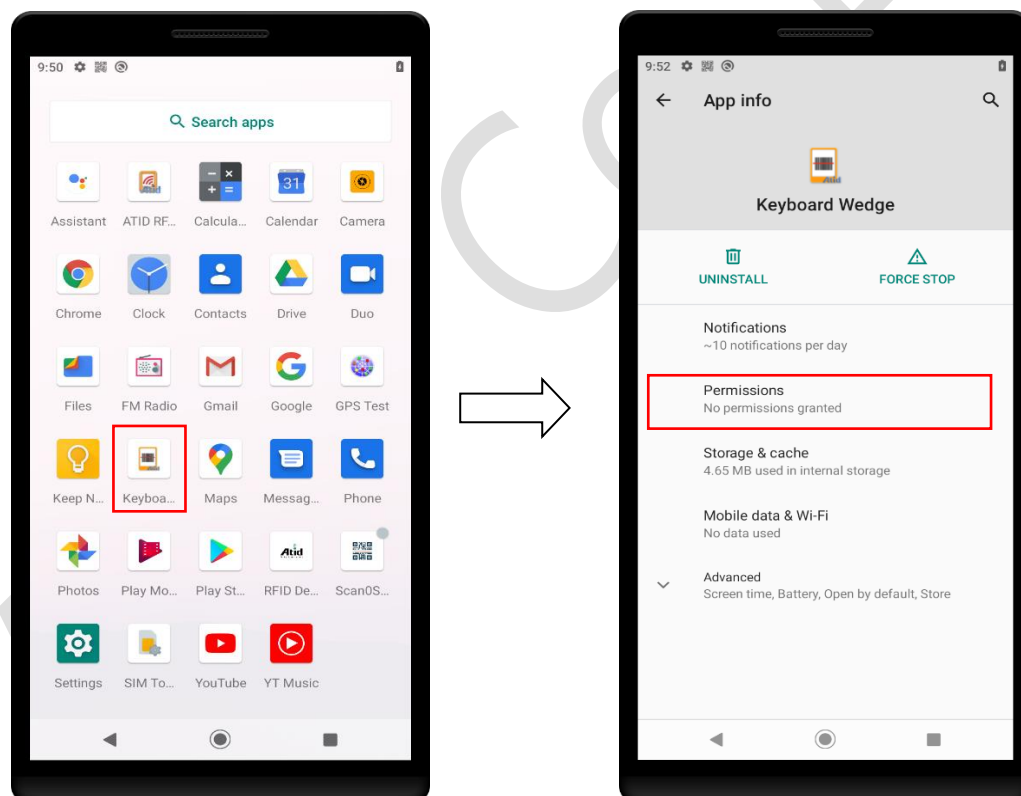 9:50
Search apps
31
Assistant ATID RF... Calcula... Calendar Camera
Chrome Clock Contacts Drive Duo
Files FM Radio Gmail Google GPS Test
Keep N... Keyboa... Maps Messag... Phone
Atid
Photos Play Mo... Play St... RFID De... ScanOS...
Settings SIM To... YouTube YT Music
9:52
App info
Keyboard Wedge
UNINSTALL FORCE STOP
Notifications
~10 notifications per day
Permissions
No permissions granted
Storage & cache
4.65 MB used in internal storage
Mobile data & Wi-Fi
No data used
Advanced
Screen time, Battery, Open by default, Store